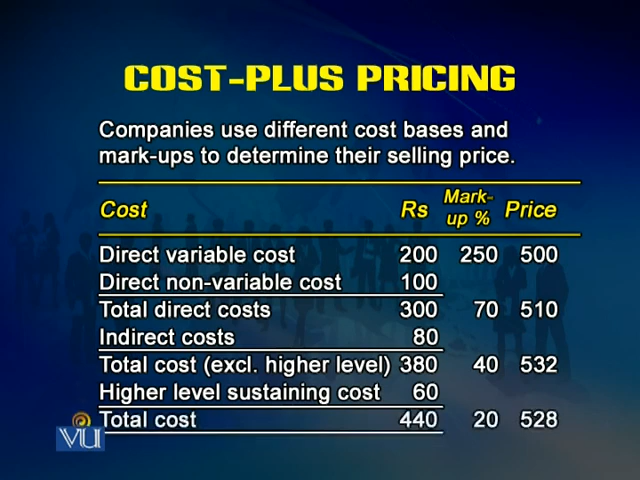 COST-PLUS PRICING
Companies use different cost bases and
mark-ups to determine their selling price.
Cost Rs Mark-up % Price
Direct variable cost 200 250 500
Direct non-variable cost 100
Total direct costs 300 70 510
Indirect costs 80
Total cost (excl. higher level) 380 40 532
Higher level sustaining cost 60
Total cost 440 20 528
VU